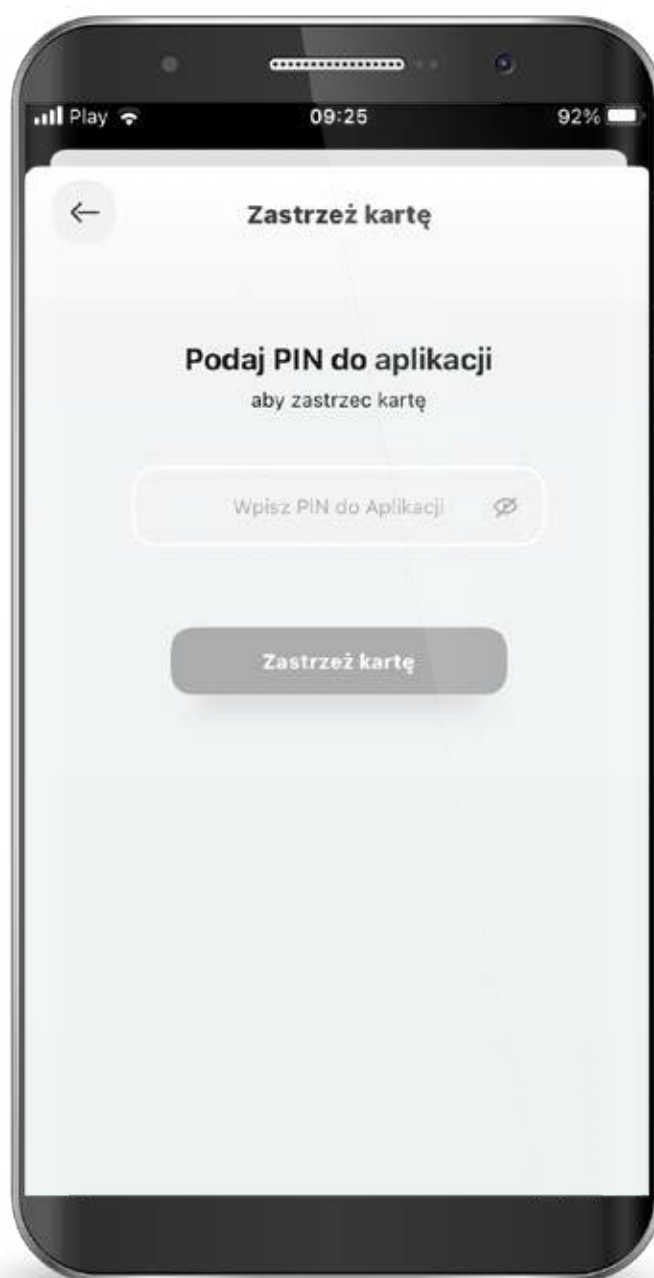 Play
09:25
92%
Zastrzeż kartę
Podaj PIN do aplikacji
aby zastrzec kartę
Wpisz PIN do Aplikacji
Zastrzeż kartę